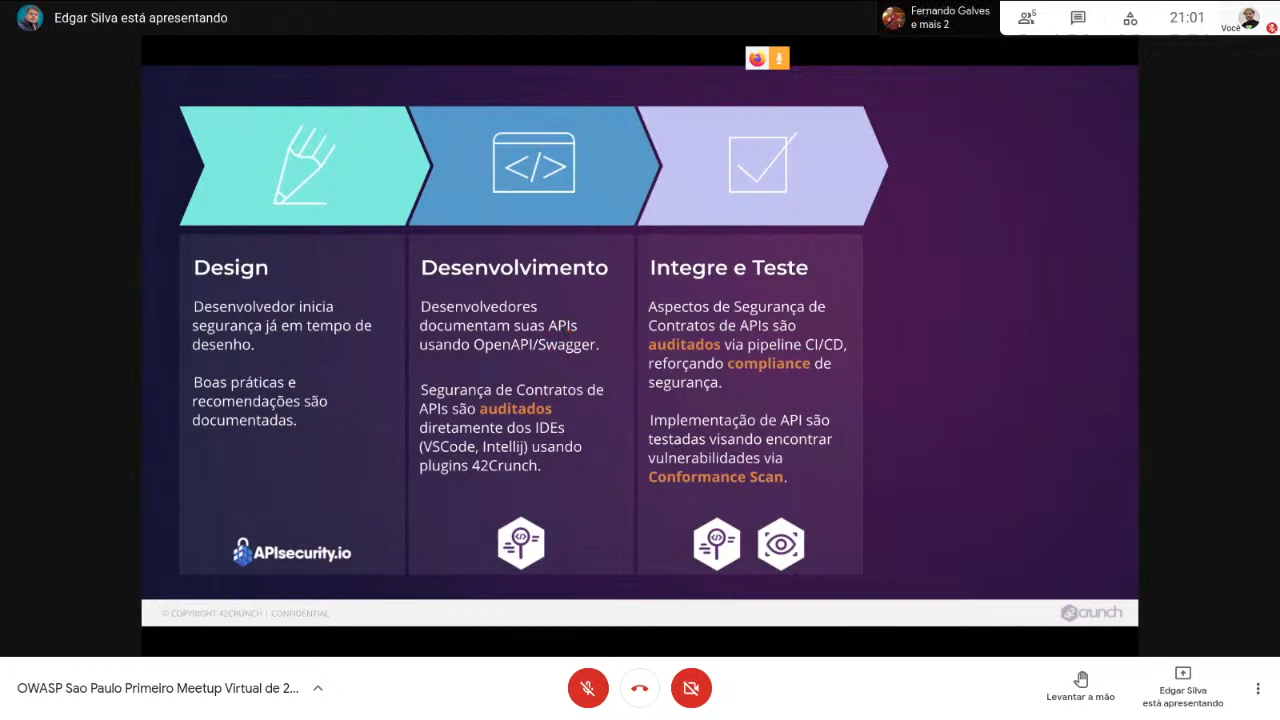 Edgar Silva está apresentando
Fernando Galves
e mais 2
5
21:01
Você
Design
Desenvolvedor inicia
segurança já em tempo de
desenho.
Boas práticas e
recomendações são
documentadas.
APIsecurity.io
Desenvolvimento
Desenvolvedores
documentam suas APIs
usando OpenAPI/Swagger.
Segurança de Contratos de
APIs são auditados
diretamente dos IDEs
(VSCode, Intellij) usando
plugins 42Crunch.
Integre e Teste
Aspectos de Segurança de
Contratos de APIs são
auditados via pipeline CI/CD,
reforçando compliance de
segurança.
Implementação de API são
testadas visando encontrar
vulnerabilidades via
Conformance Scan.
© COPYRIGHT 42CRUNCH | CONFIDENTIAL
42crunch
OWASP Sao Paulo Primeiro Meetup Virtual de 2...
Levantar a mão
Edgar Silva
está apresentando